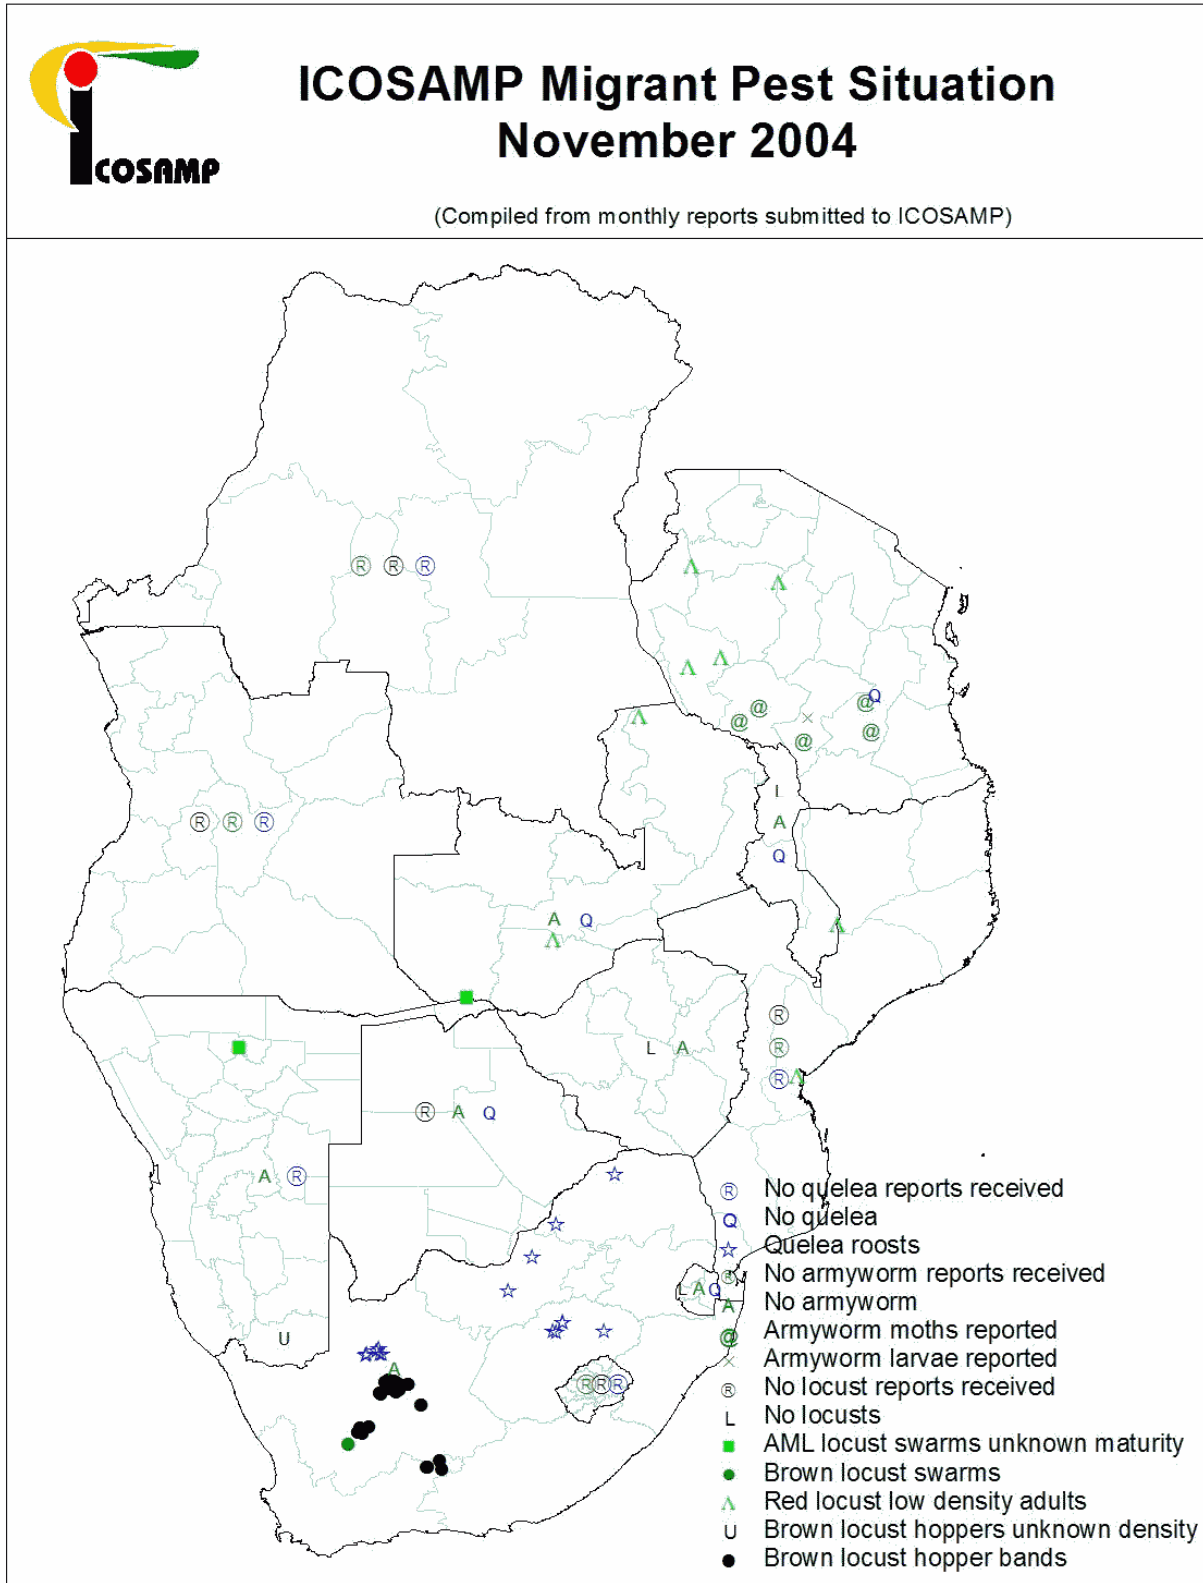 ICOSAMP
ICOSAMP Migrant Pest Situation
November 2004
(Compiled from monthly reports submitted to ICOSAMP)
R R R
Q
@ @
@ @ @
L
A
R R R
Q
A Q
R
L A
R
R
R A Q
A R
No quelea reports received
No quelea
Quelea roosts
No armyworm reports received
L A Q
No armyworm
Armyworm moths reported
U
Armyworm larvae reported
A
R R R
No locust reports received
No locusts
AML locust swarms unknown maturity
Brown locust swarms
Red locust low density adults
Brown locust hoppers unknown density
Brown locust hopper bands